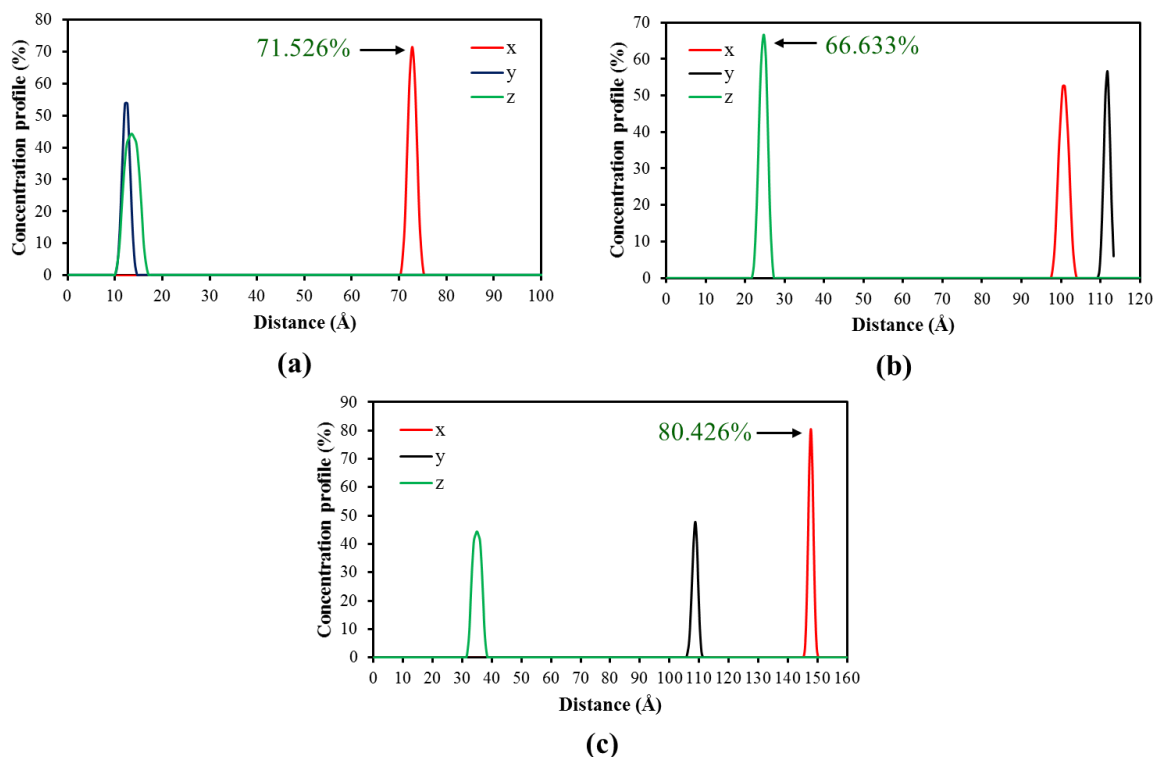 Concentration profile (%)
80
70
60
50
40
30
20
10
0
71.526%
x
y
z
0 10 20 30 40 50 60 70 80 90 100
Distance (Å)
(a)
Concentration profile (%)
70
60
50
40
30
20
10
0
66.633%
x
y
z
0 10 20 30 40 50 60 70 80 90 100 110 120
Distance (Å)
(b)
Concentration profile (%)
90
80
70
60
50
40
30
20
10
0
80.426%
x
y
z
0 10 20 30 40 50 60 70 80 90 100 110 120 130 140 150 160
Distance (Å)
(c)